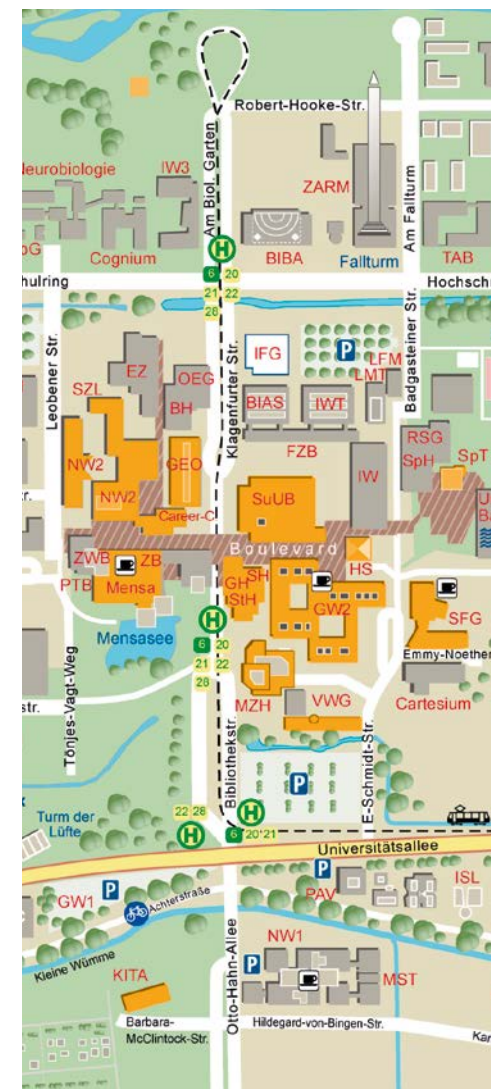 Robert-Hooke-Str.
Neurobiologie
IW3
Am Biol. Garten
ZARM
Am Fallturm
Cognium
H
BIBA
Fallturm
TAB
6 20
21 22
28
Leobener Str.
Klagenfurter Str.
Badgasteiner Str.
EZ
SZL
OEG
BH
IFG
P
LFM
LMT
BIAS
IWT
NW2
GEO
FZB
RSG
SpH
SpT
IW
NW2
SuUB
Career-C
Boulevard
ZWB
ZB
HS
PTB
Mensa
GH
SH
StH
GW2
SFG
H
Mensasee
6 20
21 22
28
Emmy-Noether
MZH
VWG
Cartesium
Tönjes-Vagt-Weg
Bibliothekstr.
E-Schmidt-Str.
P
Turm der
Lüfte
22 28
H
H
6 20 21
Universitätsallee
GW1
P
Achterstraße
P
PAV
ISL
Kleine Wümme
Otto-Hahn-Allee
NW1
P
KITA
MST
Barbara-
McClintock-Str.
Hildegard-von-Bingen-Str.